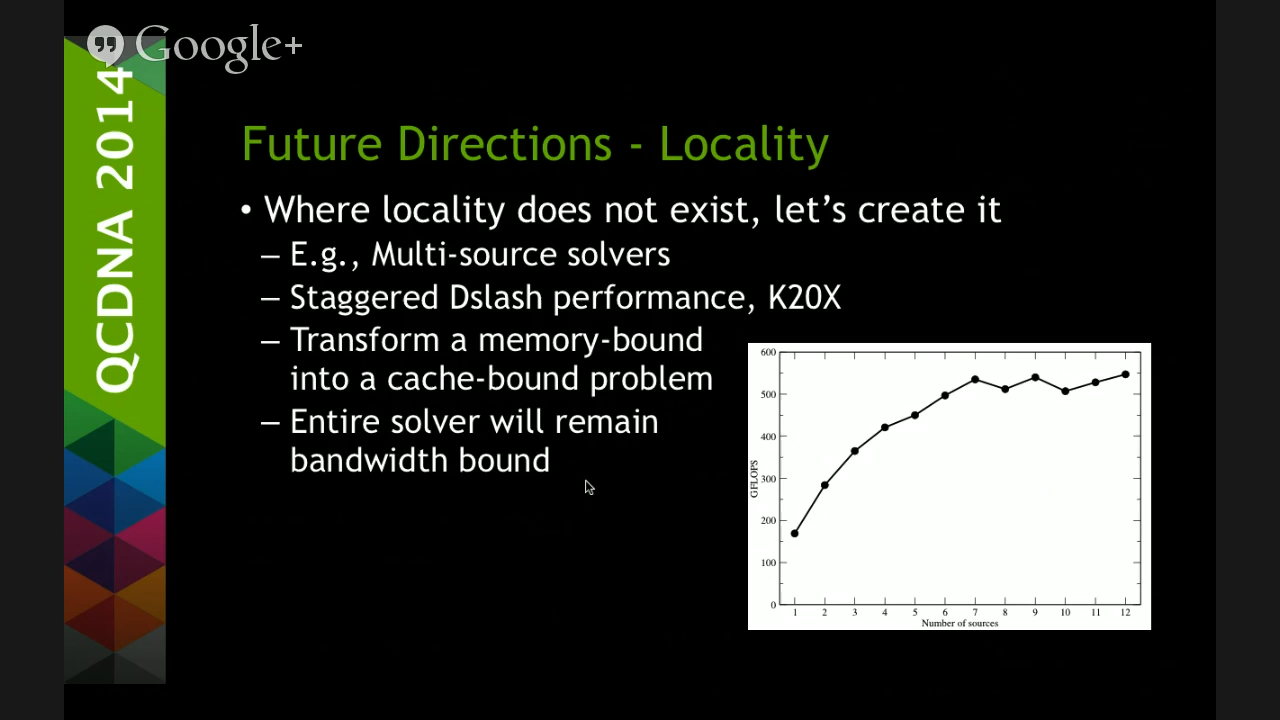 Google+
QCDNA 2014
Future Directions - Locality
• Where locality does not exist, let’s create it
– E.g., Multi-source solvers
– Staggered Dslash performance, K20X
– Transform a memory-bound
into a cache-bound problem
– Entire solver will remain
bandwidth bound
600
500
400
300
200
100
0
GFLOPS
1 2 3 4 5 6 7 8 9 10 11 12
Number of sources